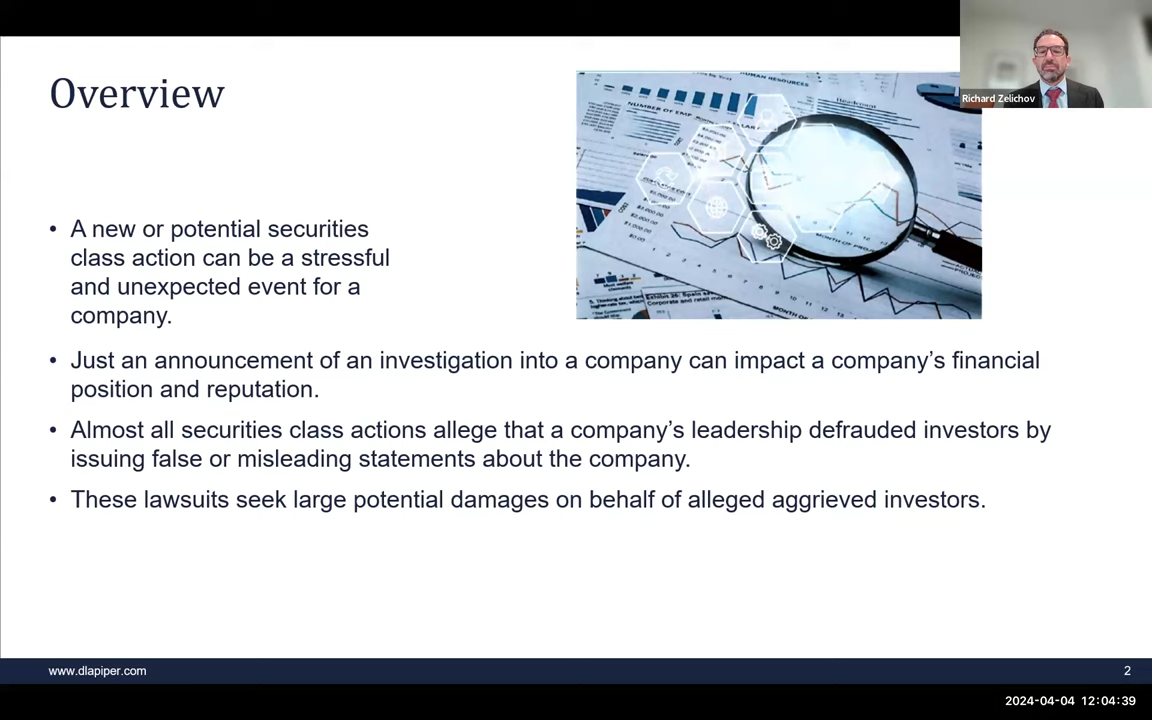 Overview
Richard Zelichov
HUMAN RESOURCES
• A new or potential securities
class action can be a stressful
and unexpected event for a
company.
• Just an announcement of an investigation into a company can impact a company’s financial
position and reputation.
• Almost all securities class actions allege that a company’s leadership defrauded investors by
issuing false or misleading statements about the company.
• These lawsuits seek large potential damages on behalf of alleged aggrieved investors.
www.dlapiper.com
2
2024-04-04 12:04:39